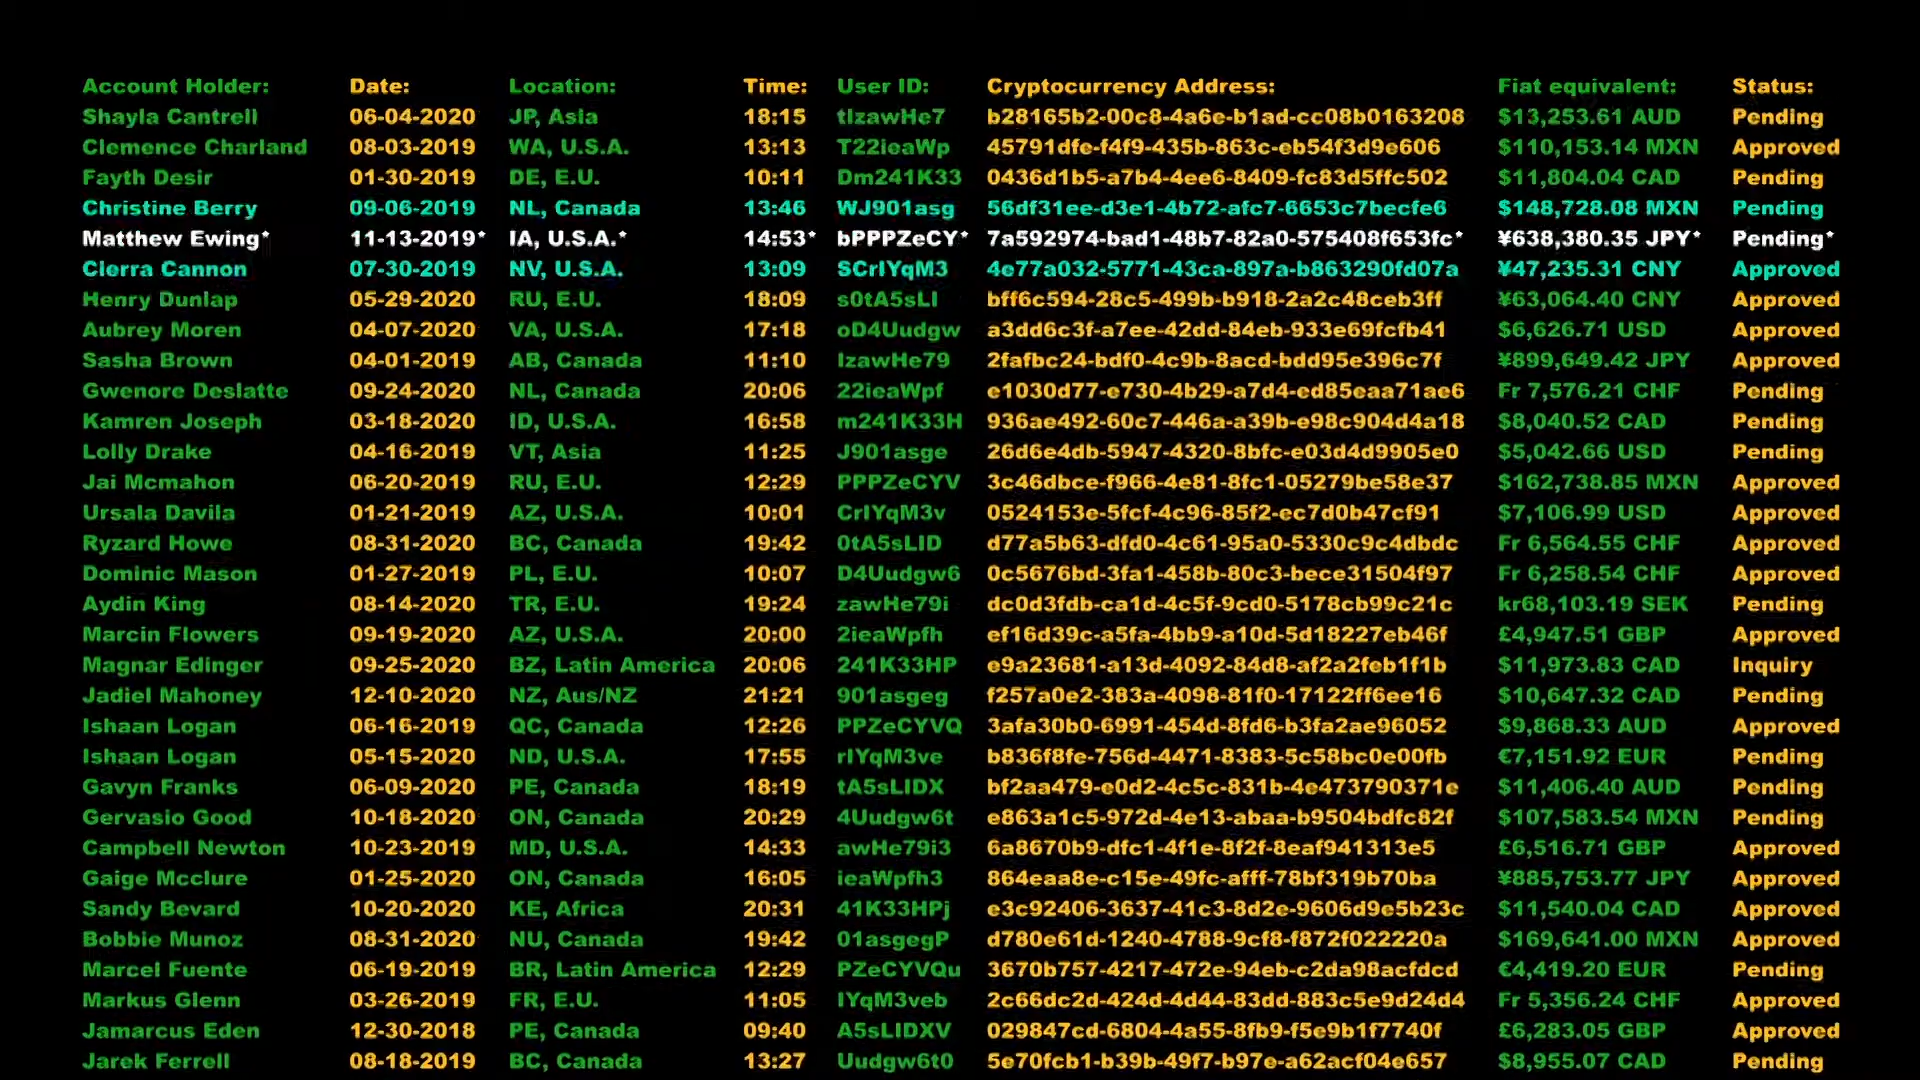 Account Holder: Date: Location: Time: User ID: Cryptocurrency Address: Fiat equivalent: Status:
Shayla Cantrell 06-04-2020 JP, Asia 18:15 tIzawHe7 b28165b2-00c8-4a6e-b1ad-cc08b0163208 $13,253.61 AUD Pending
Clemence Charland 08-03-2019 WA, U.S.A. 13:13 T22ieaWp 45791dfe-f4f9-435b-863c-eb54f3d9e606 $110,153.14 MXN Approved
Fayth Desir 01-30-2019 DE, E.U. 10:11 Dm241K33 0436d1b5-a7b4-4ee6-8409-fc83d5ffc502 $11,804.04 CAD Pending
Christine Berry 09-06-2019 NL, Canada 13:46 WJ901asg 56df31ee-d3e1-4b72-afc7-6653c7becfe6 $148,728.08 MXN Pending
Matthew Ewing* 11-13-2019* IA, U.S.A.* 14:53* bPPPZeCY* 7a592974-bad1-48b7-82a0-575408f653fc* ¥638,380.35 JPY* Pending*
Cierra Cannon 07-30-2019 NV, U.S.A. 13:09 SCrIYqM3 4e77a032-5771-43ca-897a-b863290fd07a ¥47,235.31 CNY Approved
Henry Dunlap 05-29-2020 RU, E.U. 18:09 s0tA5sLI bff6c594-28c5-499b-b918-2a2c48ceb3ff ¥63,064.40 CNY Approved
Aubrey Moren 04-07-2020 VA, U.S.A. 17:18 oD4Uudgw a3dd6c3f-a7ee-42dd-84eb-933e69fcfb41 $6,626.71 USD Approved
Sasha Brown 04-01-2019 AB, Canada 11:10 IzawHe79 2fafbc24-bdf0-4c9b-8acd-bdd95e396c7f ¥899,649.42 JPY Approved
Gwenore Deslatte 09-24-2020 NL, Canada 20:06 22ieaWpf e1030d77-e730-4b29-a7d4-ed85eaa71ae6 Fr 7,576.21 CHF Pending
Kamren Joseph 03-18-2020 ID, U.S.A. 16:58 m241K33H 936ae492-60c7-446a-a39b-e98c904d4a18 $8,040.52 CAD Pending
Lolly Drake 04-16-2019 VT, Asia 11:25 J901asge 26d6e4db-5947-4320-8bfc-e03d4d9905e0 $5,042.66 USD Pending
Jai Mcmahon 06-20-2019 RU, E.U. 12:29 PPPZeCYV 3c46dbce-f966-4e81-8fc1-05279be58e37 $162,738.85 MXN Approved
Ursala Davila 01-21-2019 AZ, U.S.A. 10:01 CrIYqM3v 0524153e-5fcf-4c96-85f2-ec7d0b47cf91 $7,106.99 USD Approved
Ryzard Howe 08-31-2020 BC, Canada 19:42 0tA5sLID d77a5b63-dfd0-4c61-95a0-5330c9c4dbdc Fr 6,564.55 CHF Approved
Dominic Mason 01-27-2019 PL, E.U. 10:07 D4Uudgw6 0c5676bd-3fa1-458b-80c3-bece31504f97 Fr 6,258.54 CHF Approved
Aydin King 08-14-2020 TR, E.U. 19:24 zawHe79i dc0d3fdb-ca1d-4c5f-9cd0-5178cb99c21c kr68,103.19 SEK Pending
Marcin Flowers 09-19-2020 AZ, U.S.A. 20:00 2ieaWpfh ef16d39c-a5fa-4bb9-a10d-5d18227eb46f £4,947.51 GBP Approved
Magnar Edinger 09-25-2020 BZ, Latin America 20:06 241K33HP e9a23681-a13d-4092-84d8-af2a2feb1f1b $11,973.83 CAD Inquiry
Jadiel Mahoney 12-10-2020 NZ, Aus/NZ 21:21 901asgeg f257a0e2-383a-4098-81f0-17122ff6ee16 $10,647.32 CAD Pending
Ishaan Logan 06-16-2019 QC, Canada 12:26 PPZeCYVQ 3afa30b0-6991-454d-8fd6-b3fa2ae96052 $9,868.33 AUD Approved
Ishaan Logan 05-15-2020 ND, U.S.A. 17:55 rIYqM3ve b836f8fe-756d-4471-8383-5c58bc0e00fb €7,151.92 EUR Pending
Gavyn Franks 06-09-2020 PE, Canada 18:19 tA5sLIDX bf2aa479-e0d2-4c5c-831b-4e473790371e $11,406.40 AUD Pending
Gervasio Good 10-18-2020 ON, Canada 20:29 4Uudgw6t e863a1c5-972d-4e13-abaa-b9504bdfc82f $107,583.54 MXN Pending
Campbell Newton 10-23-2019 MD, U.S.A. 14:33 awHe79i3 6a8670b9-dfc1-4f1e-8f2f-8eaf941313e5 £6,516.71 GBP Approved
Gaige Mcclure 01-25-2020 ON, Canada 16:05 ieaWpfh3 864eaa8e-c15e-49fc-afff-78bf319b70ba ¥885,753.77 JPY Approved
Sandy Bevard 10-20-2020 KE, Africa 20:31 41K33HPj e3c92406-3637-41c3-8d2e-9606d9e5b23c $11,540.04 CAD Approved
Bobbie Munoz 08-31-2020 NU, Canada 19:42 01asgegP d780e61d-1240-4788-9cf8-f872f022220a $169,641.00 MXN Approved
Marcel Fuente 06-19-2019 BR, Latin America 12:29 PZeCYVQu 3670b757-4217-472e-94eb-c2da98acfdcd €4,419.20 EUR Pending
Markus Glenn 03-26-2019 FR, E.U. 11:05 IYqM3veb 2c66dc2d-424d-4d44-83dd-883c5e9d24d4 Fr 5,356.24 CHF Approved
Jamarcus Eden 12-30-2018 PE, Canada 09:40 A5sLIDXV 029847cd-6804-4a55-8fb9-f5e9b1f7740f £6,283.05 GBP Approved
Jarek Ferrell 08-18-2019 BC, Canada 13:27 Uudgw6t0 5e70fcb1-b39b-49f7-b97e-a62acf04e657 $8,955.07 CAD Pending